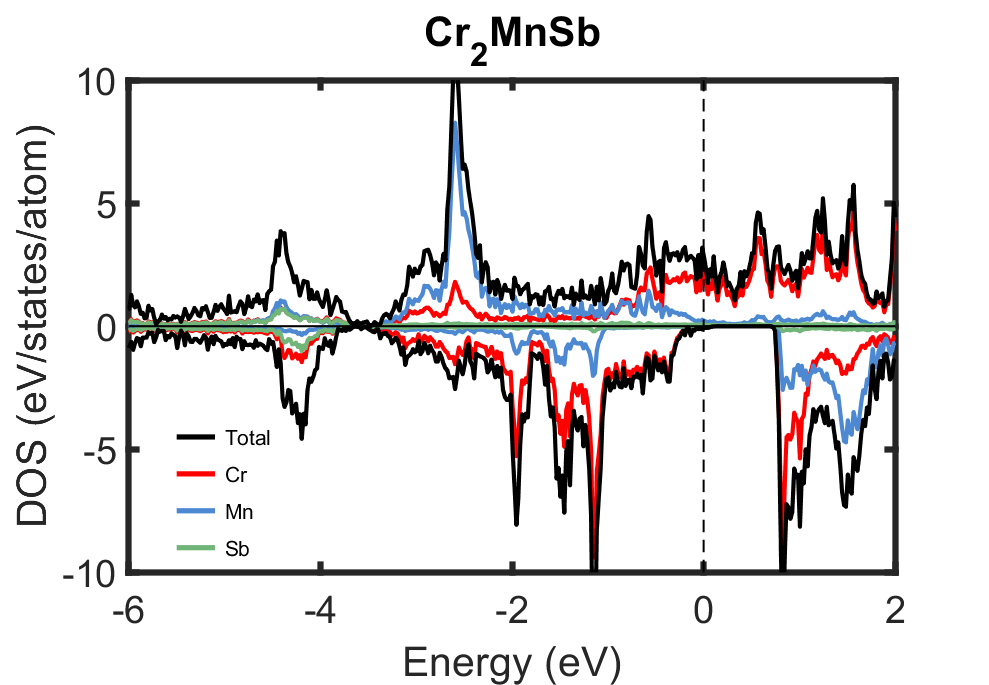 Cr2MnSb
10
5
0
-5
-10
DOS (eV/states/atom)
Total
Cr
Mn
Sb
-6 -4 -2 0 2
Energy (eV)